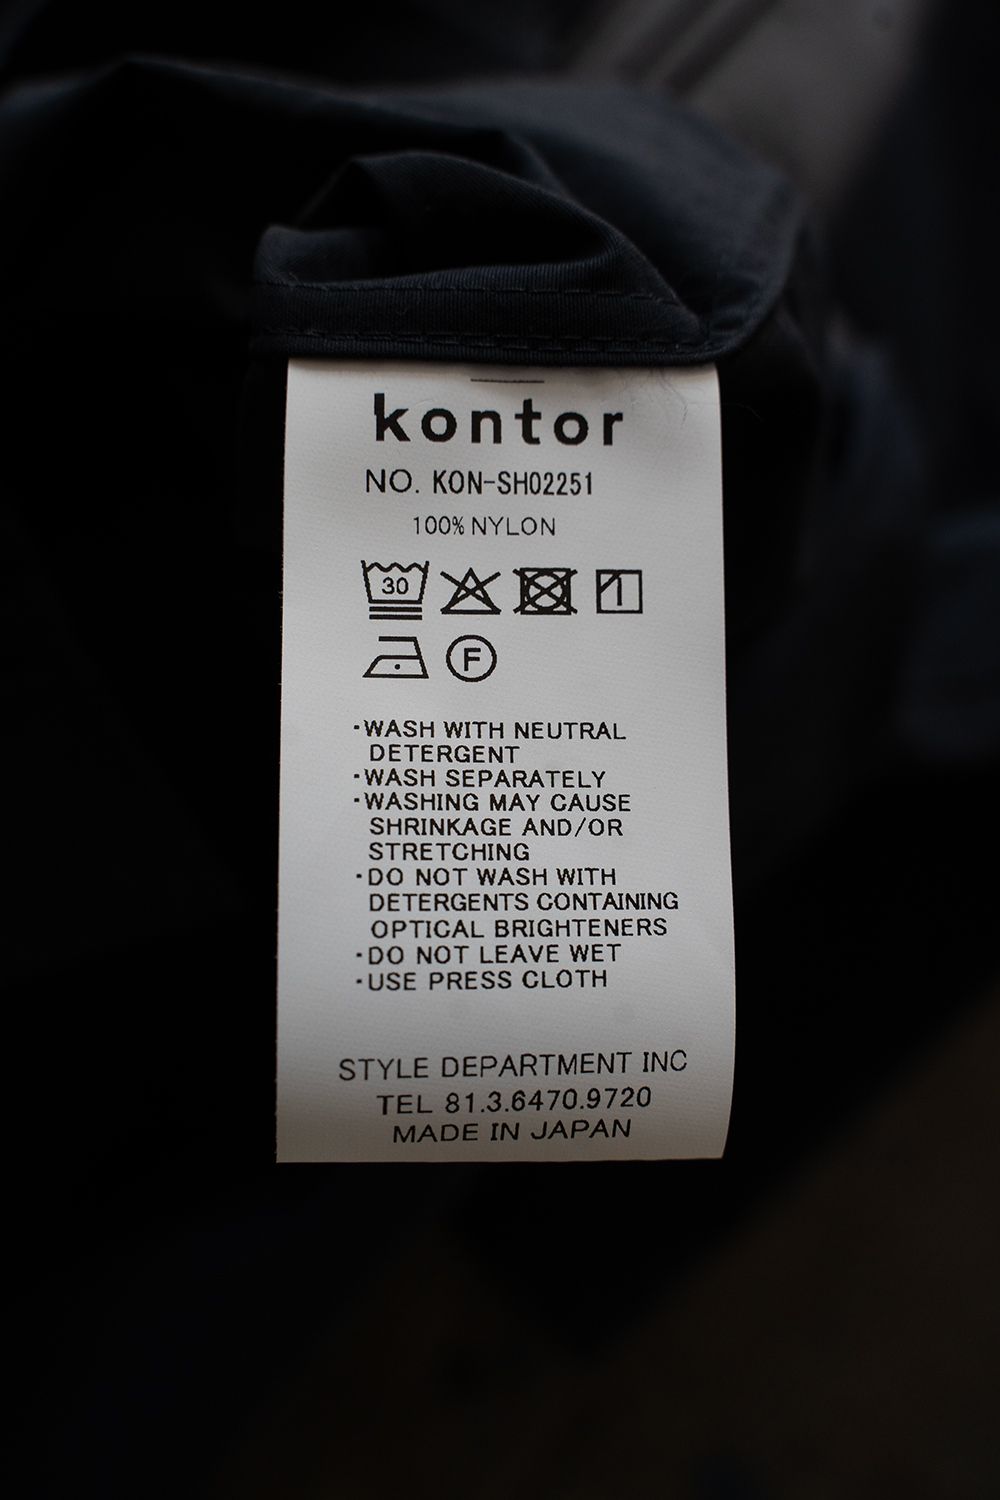 kontor
NO. KON-SH02251
100% NYLON
30
F
·WASH WITH NEUTRAL
DETERGENT
·WASH SEPARATELY
·WASHING MAY CAUSE
SHRINKAGE AND/OR
STRETCHING
·DO NOT WASH WITH
DETERGENTS CONTAINING
OPTICAL BRIGHTENERS
·DO NOT LEAVE WET
·USE PRESS CLOTH
STYLE DEPARTMENT INC
TEL 81.3.6470.9720
MADE IN JAPAN